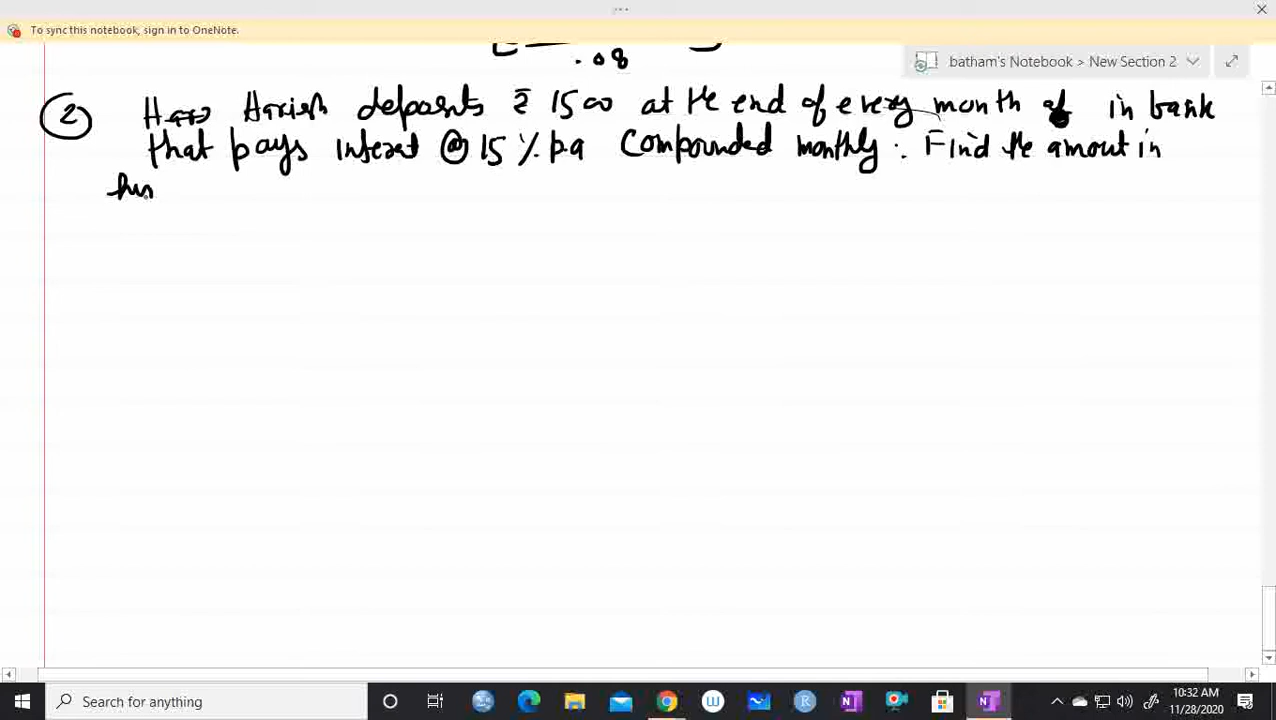 To sync this notebook, sign in to OneNote.
batham's Notebook > New Section 2
.08
② Harish deposits ₹ 1500 at the end of every month in bank
that pays interest @ 15 % pa Compounded monthly. Find the amount in
his
Search for anything
10:32 AM
11/28/2020